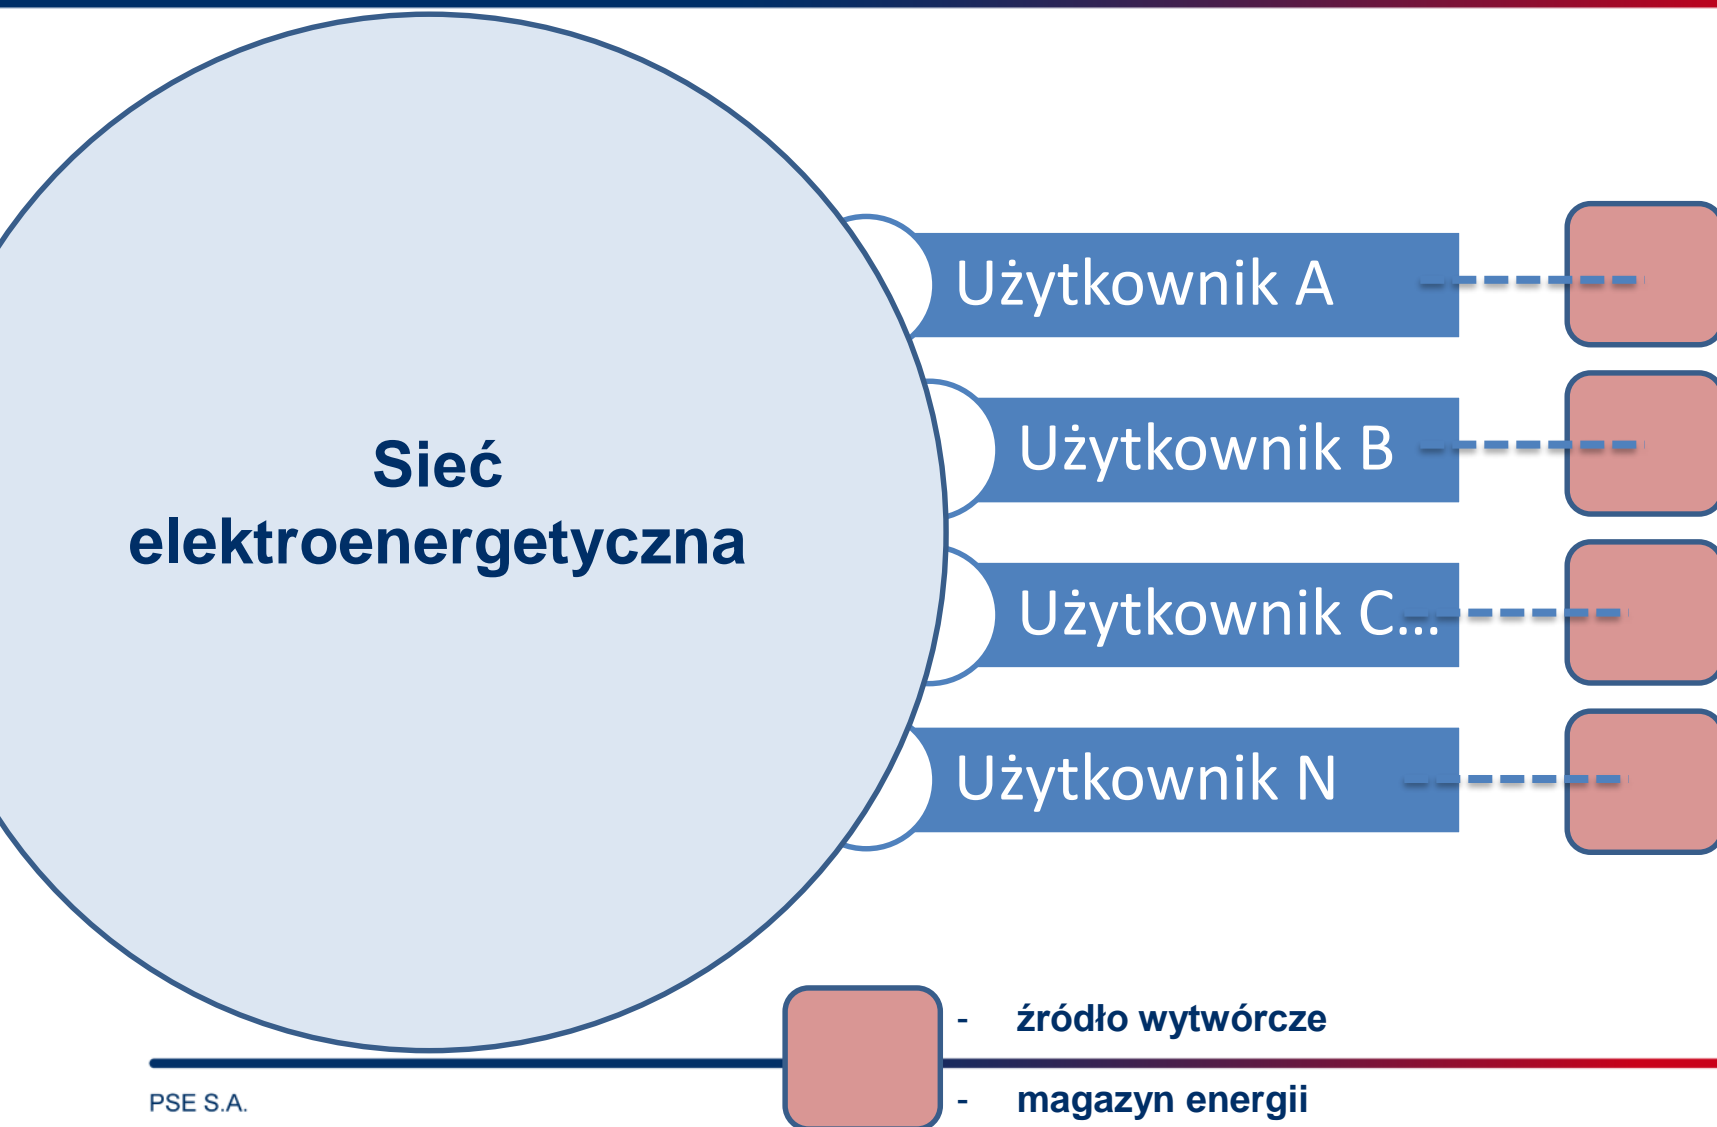 Sieć
elektroenergetyczna
Użytkownik A
Użytkownik B
Użytkownik C...
Użytkownik N
- źródło wytwórcze
- magazyn energii
PSE S.A.